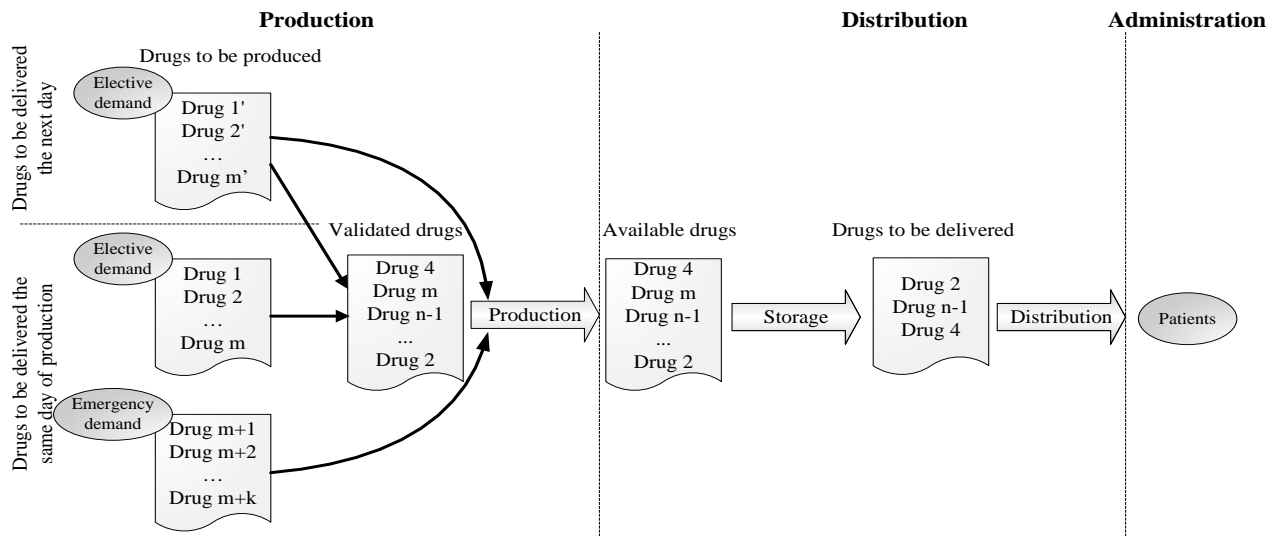 Production
Distribution
Administration
Drugs to be delivered
the next day
Drugs to be produced
Elective
demand
Drug 1'
Drug 2'
…
Drug m’
Drugs to be delivered the
same day of production
Elective
demand
Drug 1
Drug 2
...
Drug m
Emergency
demand
Drug m+1
Drug m+2
…
Drug m+k
Validated drugs
Drug 4
Drug m
Drug n-1
...
Drug 2
Production
Available drugs
Drug 4
Drug m
Drug n-1
...
Drug 2
Storage
Drugs to be delivered
Drug 2
Drug n-1
Drug 4
Distribution
Patients